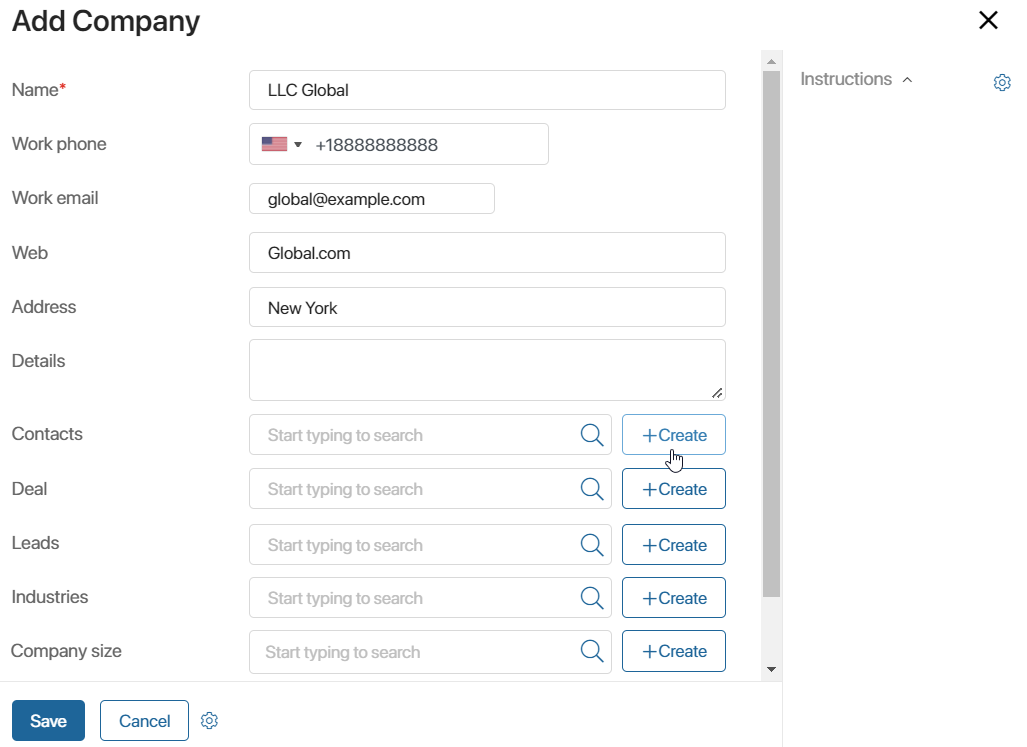 Add Company
Instructions
Name* LLC Global
Work phone +18888888888
Work email global@example.com
Web Global.com
Address New York
Details
Contacts Start typing to search +Create
Deal Start typing to search +Create
Leads Start typing to search +Create
Industries Start typing to search +Create
Company size Start typing to search +Create
Save Cancel